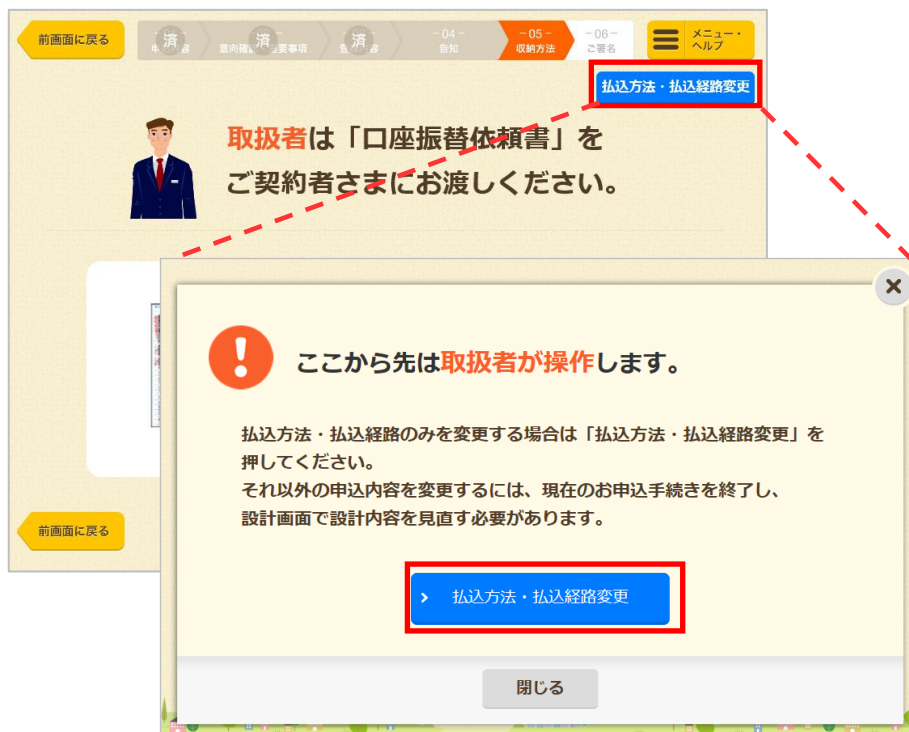 前画面に戻る
済
済
意向確
要事項
済
-04-
告知
-05-
収納方法
-06-
ご署名
メニュー・
ヘルプ
払込方法・払込経路変更
取扱者は「口座振替依頼書」を
ご契約者さまにお渡しください。
ここから先は取扱者が操作します。
払込方法・払込経路のみを変更する場合は「払込方法・払込経路変更」を
押してください。
それ以外の申込内容を変更するには、現在のお申込手続きを終了し、
設計画面で設計内容を見直す必要があります。
前画面に戻る
払込方法・払込経路変更
閉じる